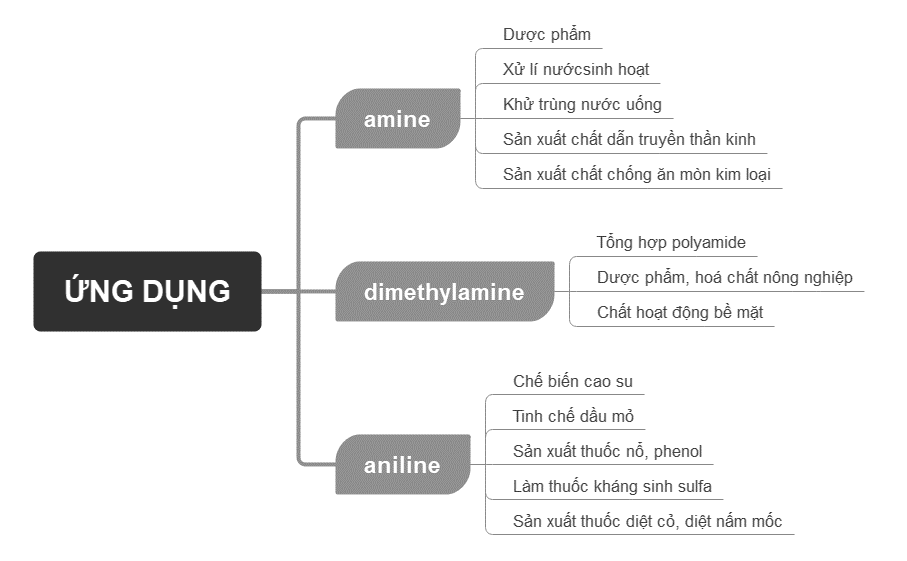 ỨNG DỤNG
amine
Dược phẩm
Xử lí nướcsinh hoạt
Khử trùng nước uống
Sản xuất chất dẫn truyền thần kinh
Sản xuất chất chống ăn mòn kim loại
dimethylamine
Tổng hợp polyamide
Dược phẩm, hoá chất nông nghiệp
Chất hoạt động bề mặt
aniline
Chế biến cao su
Tinh chế dầu mỏ
Sản xuất thuốc nổ, phenol
Làm thuốc kháng sinh sulfa
Sản xuất thuốc diệt cỏ, diệt nấm mốc